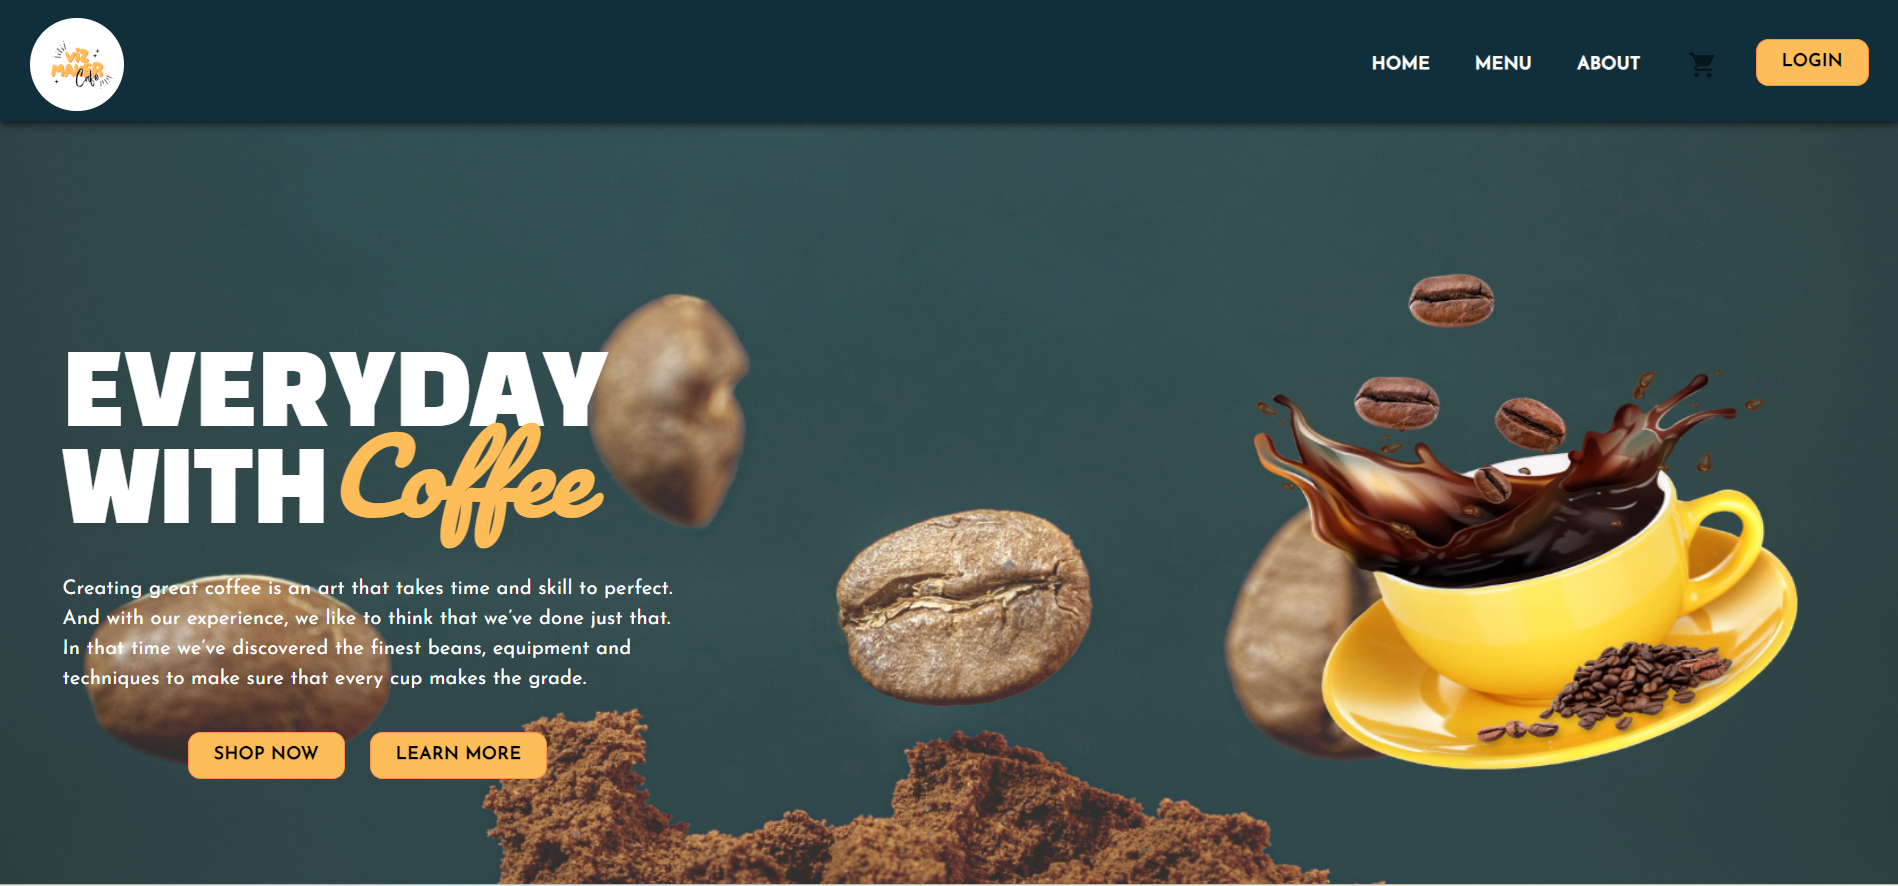 VIZ
MAKER
Cafe
HOME MENU ABOUT LOGIN
EVERYDAY
WITH Coffee
Creating great coffee is an art that takes time and skill to perfect.
And with our experience, we like to think that we've done just that.
In that time we've discovered the finest beans, equipment and
techniques to make sure that every cup makes the grade.
SHOP NOW LEARN MORE